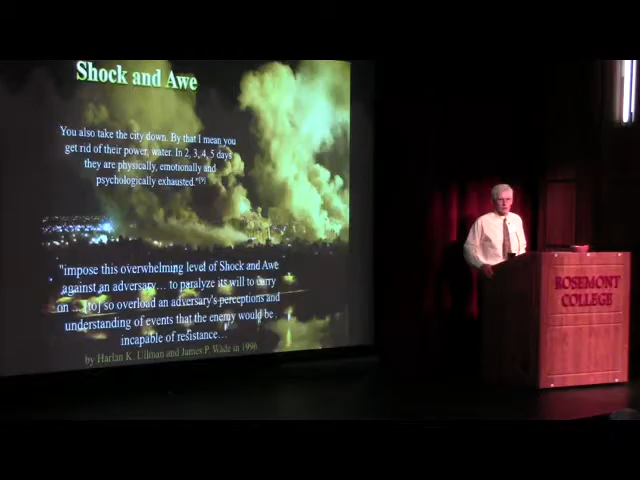 Shock and Awe
You also take the city down. By that I mean you
get rid of their power, water. In 2, 3, 4, 5 days
they are physically, emotionally and
psychologically exhausted."[9]
"impose this overwhelming level of Shock and Awe
against an adversary… to paralyze its will to carry
on …[to] so overload an adversary's perceptions and
understanding of events that the enemy would be
incapable of resistance…
by Harlan K. Ullman and James P. Wade in 1996
ROSEMONT
COLLEGE